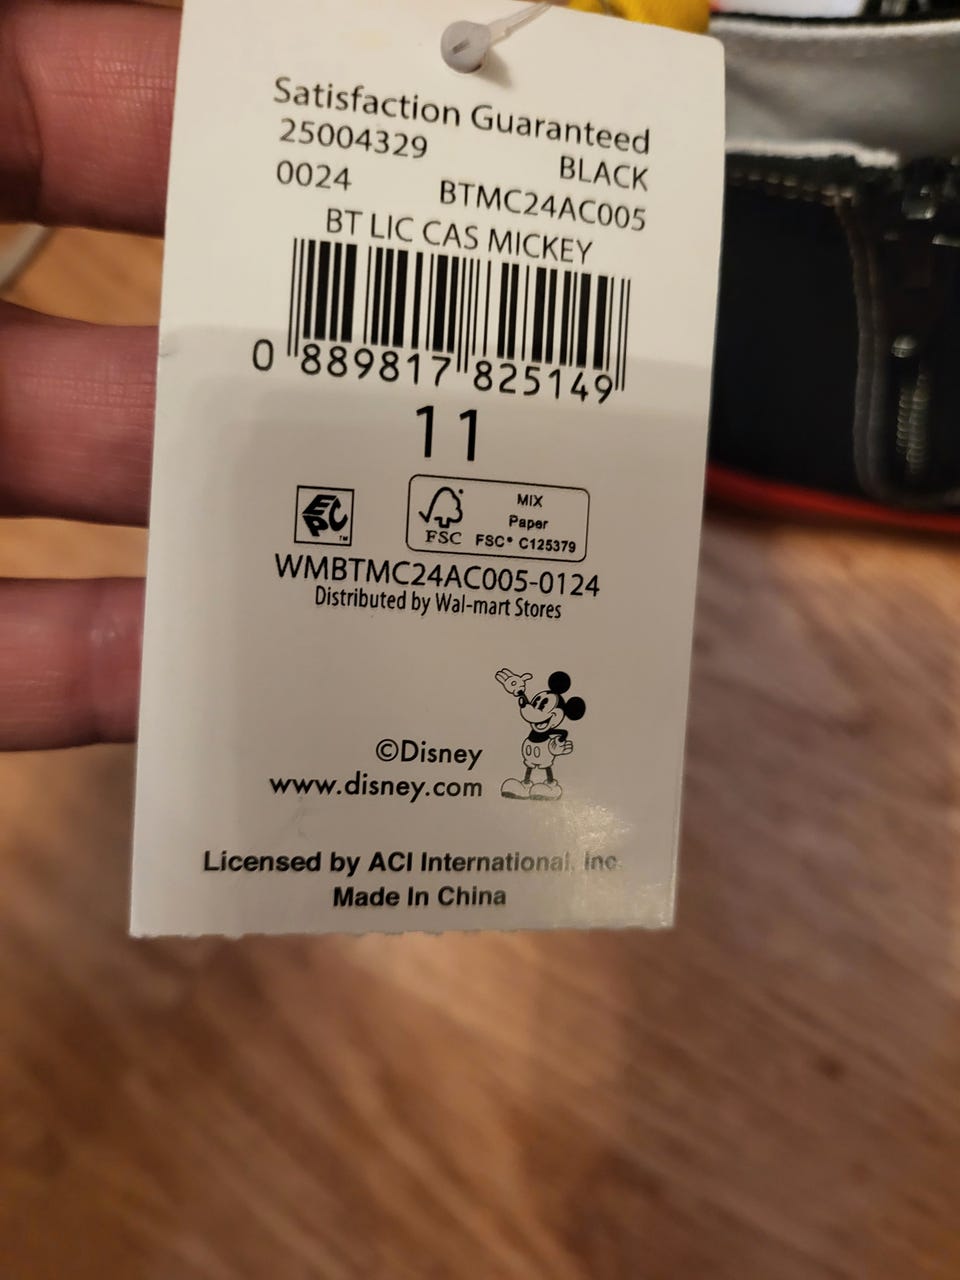 Satisfaction Guaranteed
25004329 BLACK
0024 BTMC24AC005
BT LIC CAS MICKEY
0 889817 825149
11
EPC TM
MIX
Paper
FSC FSC® C125379
WMBTMC24AC005-0124
Distributed by Wal-mart Stores
©Disney
www.disney.com
Licensed by ACI International, Inc.
Made In China